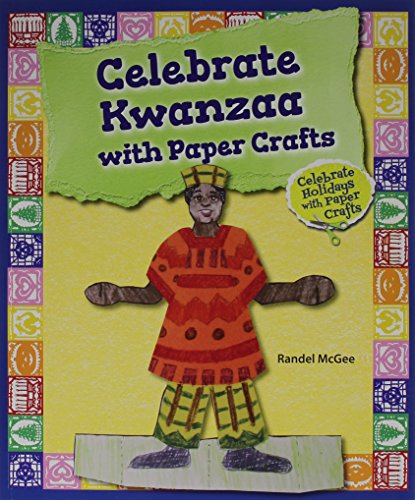 Celebrate
Kwanzaa
with Paper Crafts
Celebrate
Holidays
with Paper
Crafts
Randel McGee